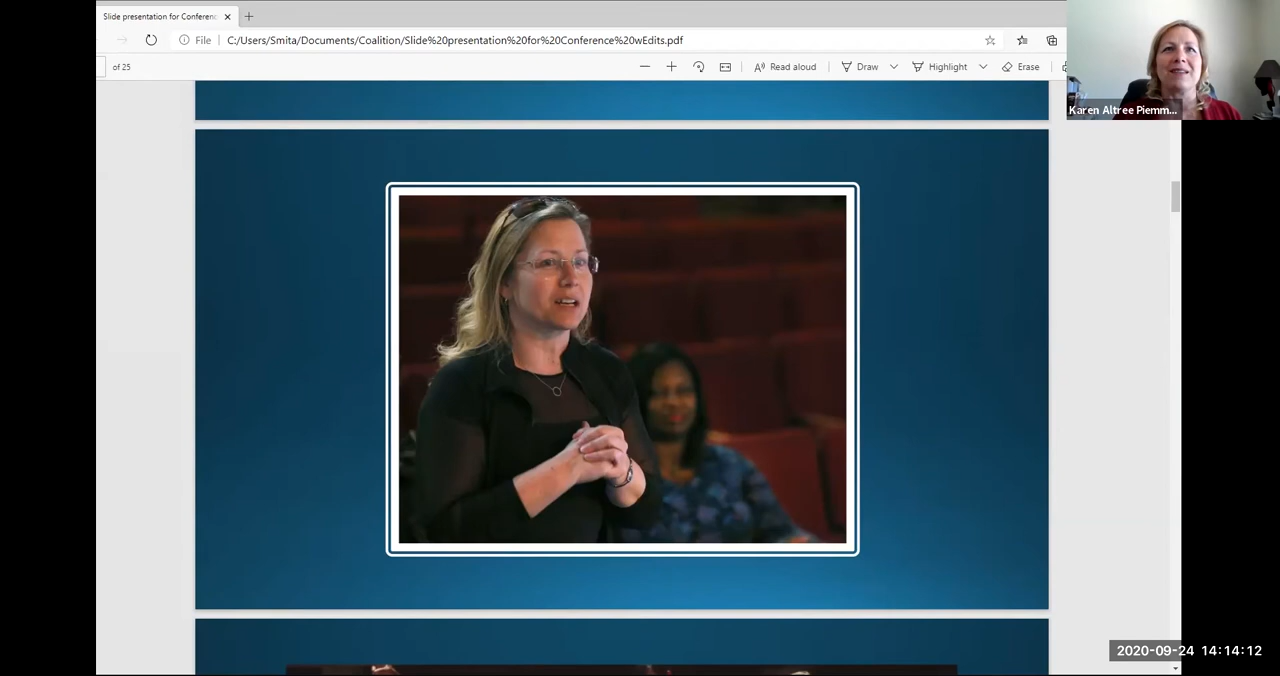 Slide presentation for Conferenc
File
C:/Users/Smita/Documents/Coalition/Slide%20presentation%20for%20Conference%20wEdits.pdf
of 25
Read aloud
Draw
Highlight
Erase
Karen Altree Piemm...
2020-09-24 14:14:12